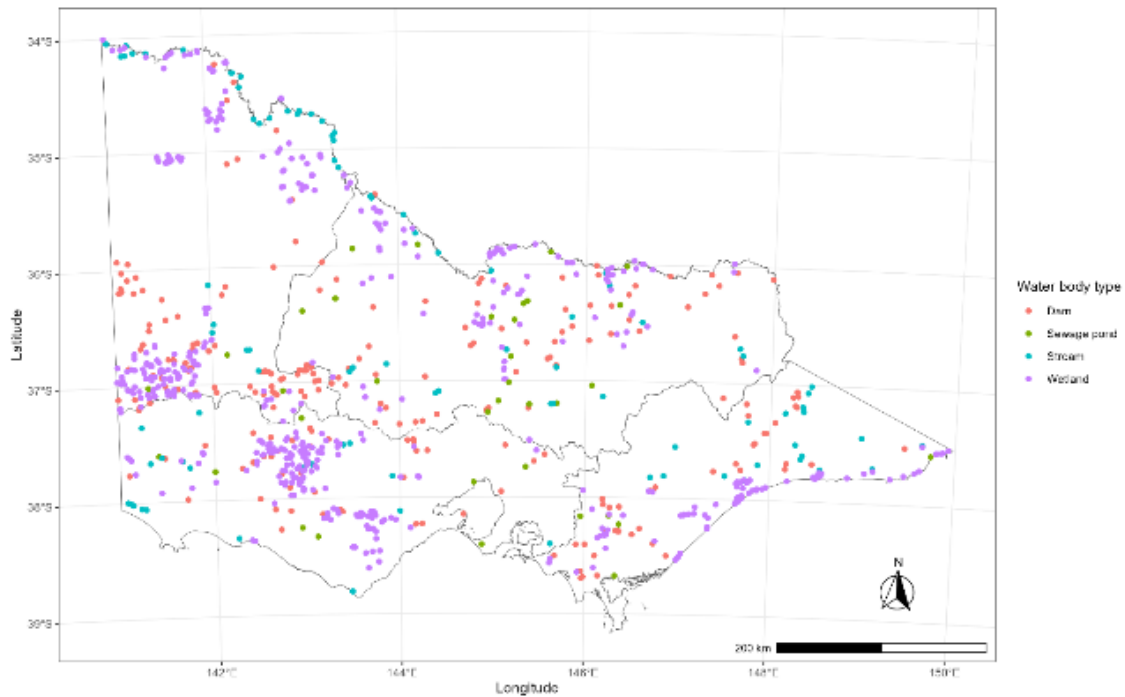 34°S
35°S
36°S
37°S
38°S
39°S
Latitude
142°E
144°E
146°E
148°E
150°E
Longitude
N
200 km
Water body type
Dam
Sewage pond
Stream
Wetland